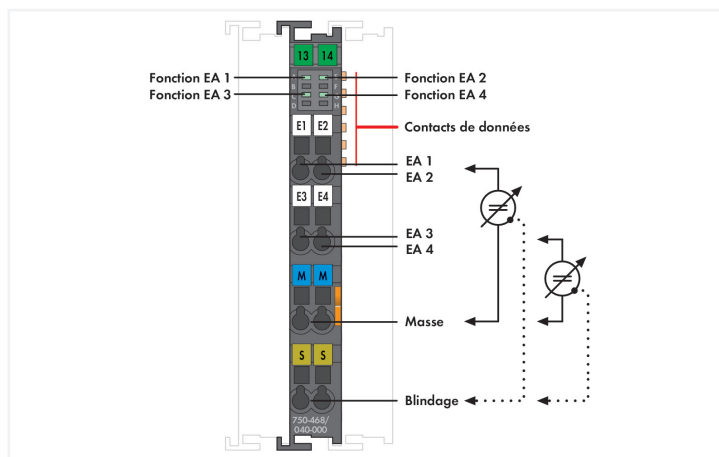 13 14
Fonction EA 1
Fonction EA 2
Fonction EA 3
Fonction EA 4
Contacts de données
E1 E2
EA 1
EA 2
E3 E4
EA 3
EA 4
M M
Masse
S S
Blindage
750-468/
040-000